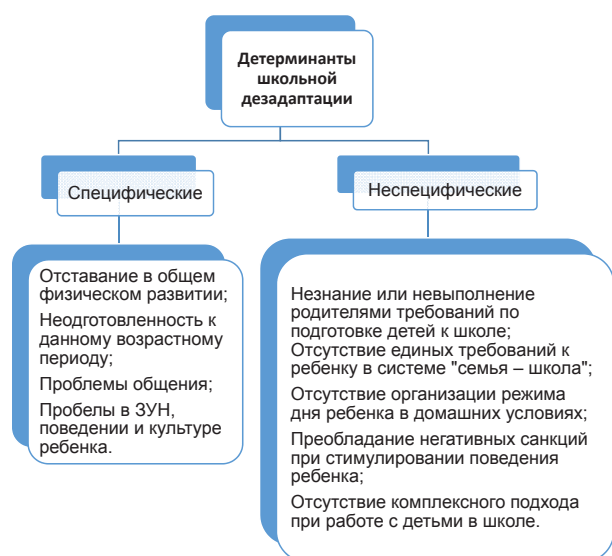 Детерминанты
школьной
дезадаптации
Специфические
Неспецифические
Отставание в общем
физическом развитии;
Неодготовленность к
данному возрастному
периоду;
Проблемы общения;
Пробелы в ЗУН,
поведении и культуре
ребенка.
Незнание или невыполнение
родителями требований по
подготовке детей к школе;
Отсутствие единых требований к
ребенку в системе "семья – школа";
Отсутствие организации режима
дня ребенка в домашних условиях;
Преобладание негативных санкций
при стимулировании поведения
ребенка;
Отсутствие комплексного подхода
при работе с детьми в школе.